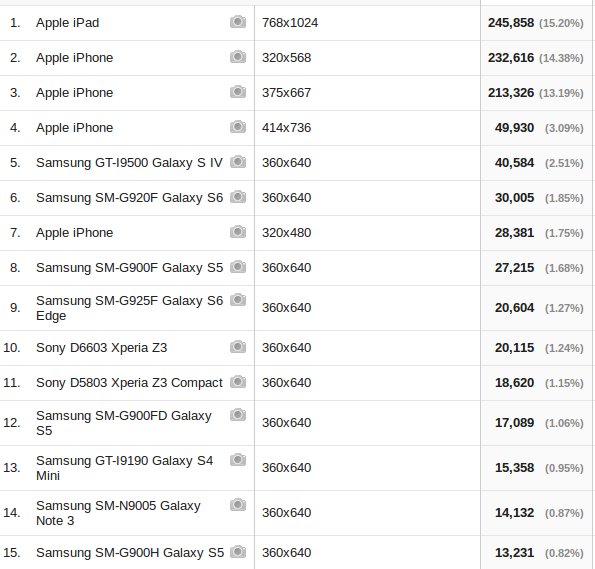 1. Apple iPad 768x1024 245,858 (15.20%)
2. Apple iPhone 320x568 232,616 (14.38%)
3. Apple iPhone 375x667 213,326 (13.19%)
4. Apple iPhone 414x736 49,930 (3.09%)
5. Samsung GT-I9500 Galaxy S IV 360x640 40,584 (2.51%)
6. Samsung SM-G920F Galaxy S6 360x640 30,005 (1.85%)
7. Apple iPhone 320x480 28,381 (1.75%)
8. Samsung SM-G900F Galaxy S5 360x640 27,215 (1.68%)
9. Samsung SM-G925F Galaxy S6 Edge 360x640 20,604 (1.27%)
10. Sony D6603 Xperia Z3 360x640 20,115 (1.24%)
11. Sony D5803 Xperia Z3 Compact 360x640 18,620 (1.15%)
12. Samsung SM-G900FD Galaxy S5 360x640 17,089 (1.06%)
13. Samsung GT-I9190 Galaxy S4 Mini 360x640 15,358 (0.95%)
14. Samsung SM-N9005 Galaxy Note 3 360x640 14,132 (0.87%)
15. Samsung SM-G900H Galaxy S5 360x640 13,231 (0.82%)